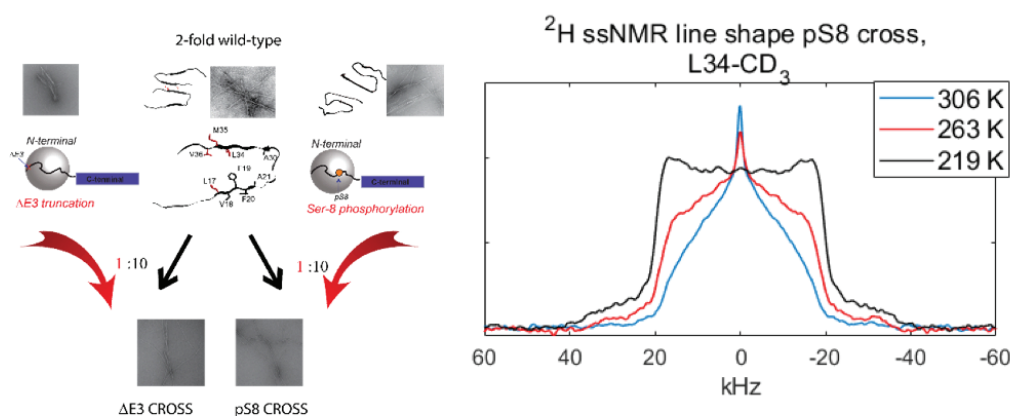 2-fold wild-type
N-terminal
ΔE3
C-terminal
ΔE3 truncation
M35
V36
L34
A30
F19
L17
A21
V18
F20
N-terminal
C-terminal
pS8
Ser-8 phosphorylation
1 :10
1 :10
ΔE3 CROSS
pS8 CROSS
²H ssNMR line shape pS8 cross,
L34-CD₃
306 K
263 K
219 K
60 40 20 0 -20 -40 -60
kHz